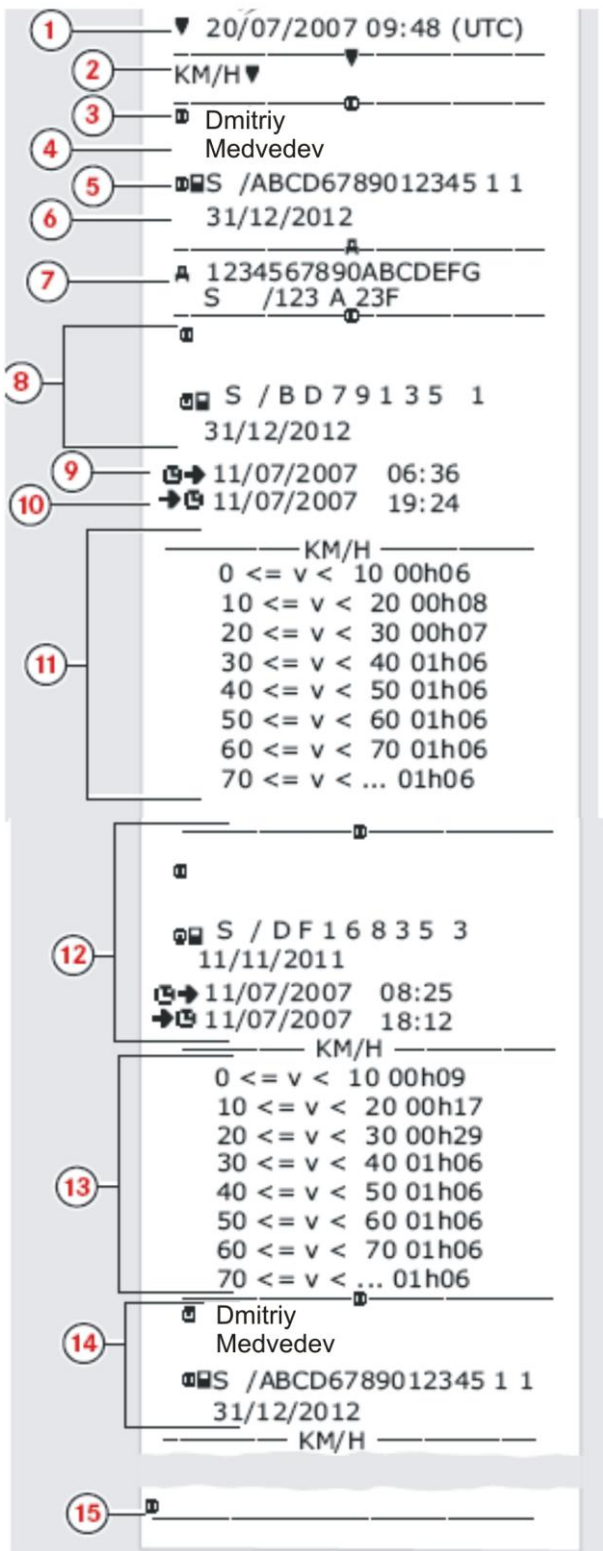 1 ▼ 20/07/2007 09:48 (UTC)
2 KM/H▼
3 Dmitriy
4 Medvedev
5 S /ABCD6789012345 1 1
6 31/12/2012
7 A 1234567890ABCDEFG
S /123 A 23F
8
S / B D 7 9 1 3 5 1
31/12/2012
9 ➔ 11/07/2007 06:36
10 ➔ 11/07/2007 19:24
11
KM/H
0 <= v < 10 00h06
10 <= v < 20 00h08
20 <= v < 30 00h07
30 <= v < 40 01h06
40 <= v < 50 01h06
50 <= v < 60 01h06
60 <= v < 70 01h06
70 <= v < ... 01h06
12
S / D F 1 6 8 3 5 3
11/11/2011
➔ 11/07/2007 08:25
➔ 11/07/2007 18:12
KM/H
13
0 <= v < 10 00h09
10 <= v < 20 00h17
20 <= v < 30 00h29
30 <= v < 40 01h06
40 <= v < 50 01h06
50 <= v < 60 01h06
60 <= v < 70 01h06
70 <= v < ... 01h06
14 Dmitriy
Medvedev
S /ABCD6789012345 1 1
31/12/2012
KM/H
15